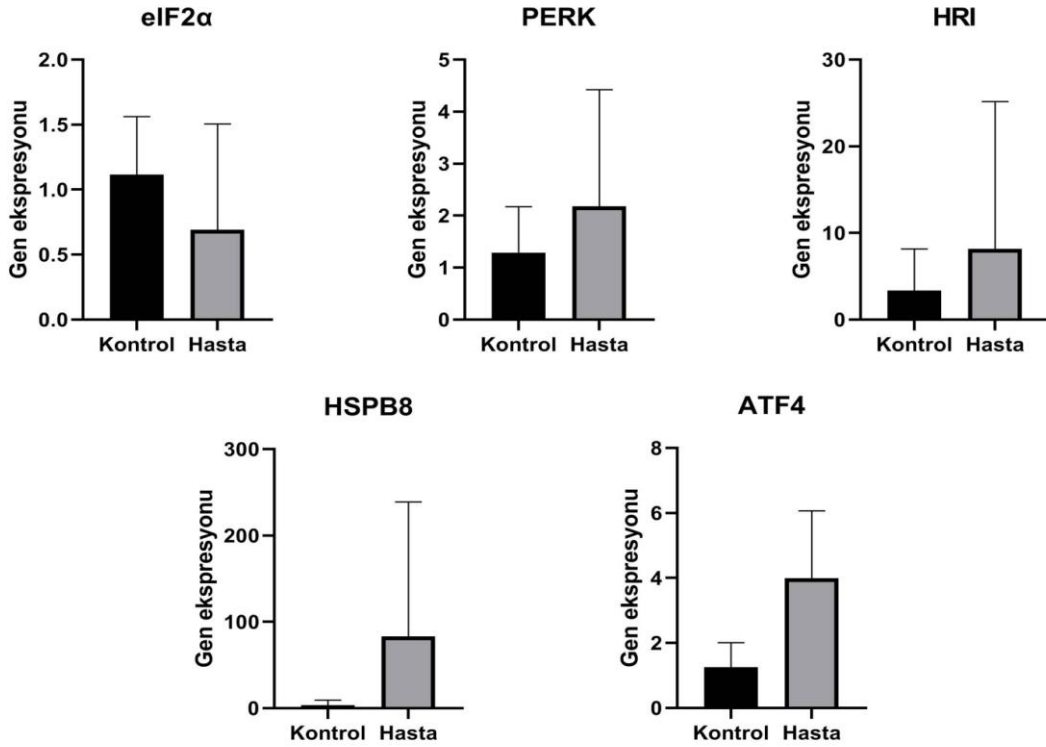 eIF2α
Gen ekspresyonu
2.0
1.5
1.0
0.5
0.0
Kontrol Hasta
PERK
Gen ekspresyonu
5
4
3
2
1
0
Kontrol Hasta
HRI
Gen ekspresyonu
30
20
10
0
Kontrol Hasta
HSPB8
Gen ekspresyonu
300
200
100
0
Kontrol Hasta
ATF4
Gen ekspresyonu
8
6
4
2
0
Kontrol Hasta